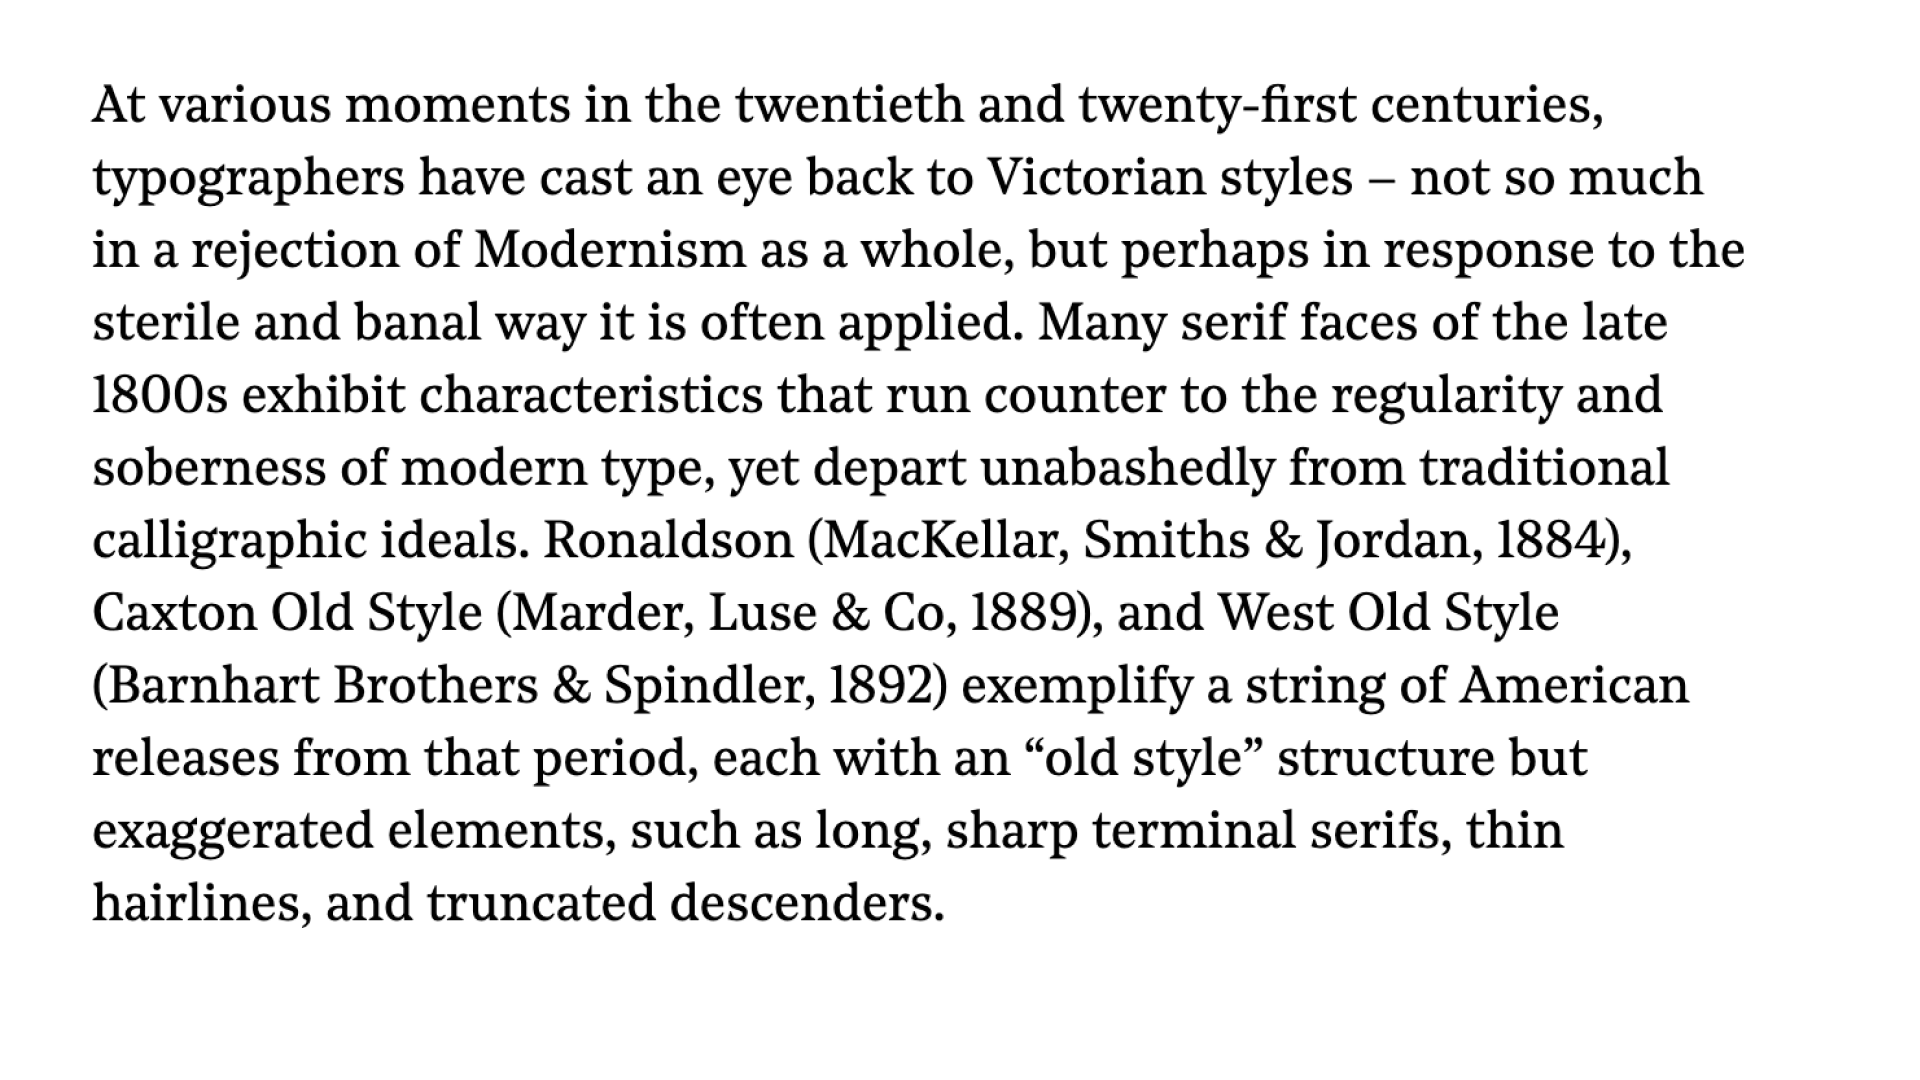 At various moments in the twentieth and twenty-first centuries,
typographers have cast an eye back to Victorian styles – not so much
in a rejection of Modernism as a whole, but perhaps in response to the
sterile and banal way it is often applied. Many serif faces of the late
1800s exhibit characteristics that run counter to the regularity and
soberness of modern type, yet depart unabashedly from traditional
calligraphic ideals. Ronaldson (MacKellar, Smiths & Jordan, 1884),
Caxton Old Style (Marder, Luse & Co, 1889), and West Old Style
(Barnhart Brothers & Spindler, 1892) exemplify a string of American
releases from that period, each with an “old style” structure but
exaggerated elements, such as long, sharp terminal serifs, thin
hairlines, and truncated descenders.